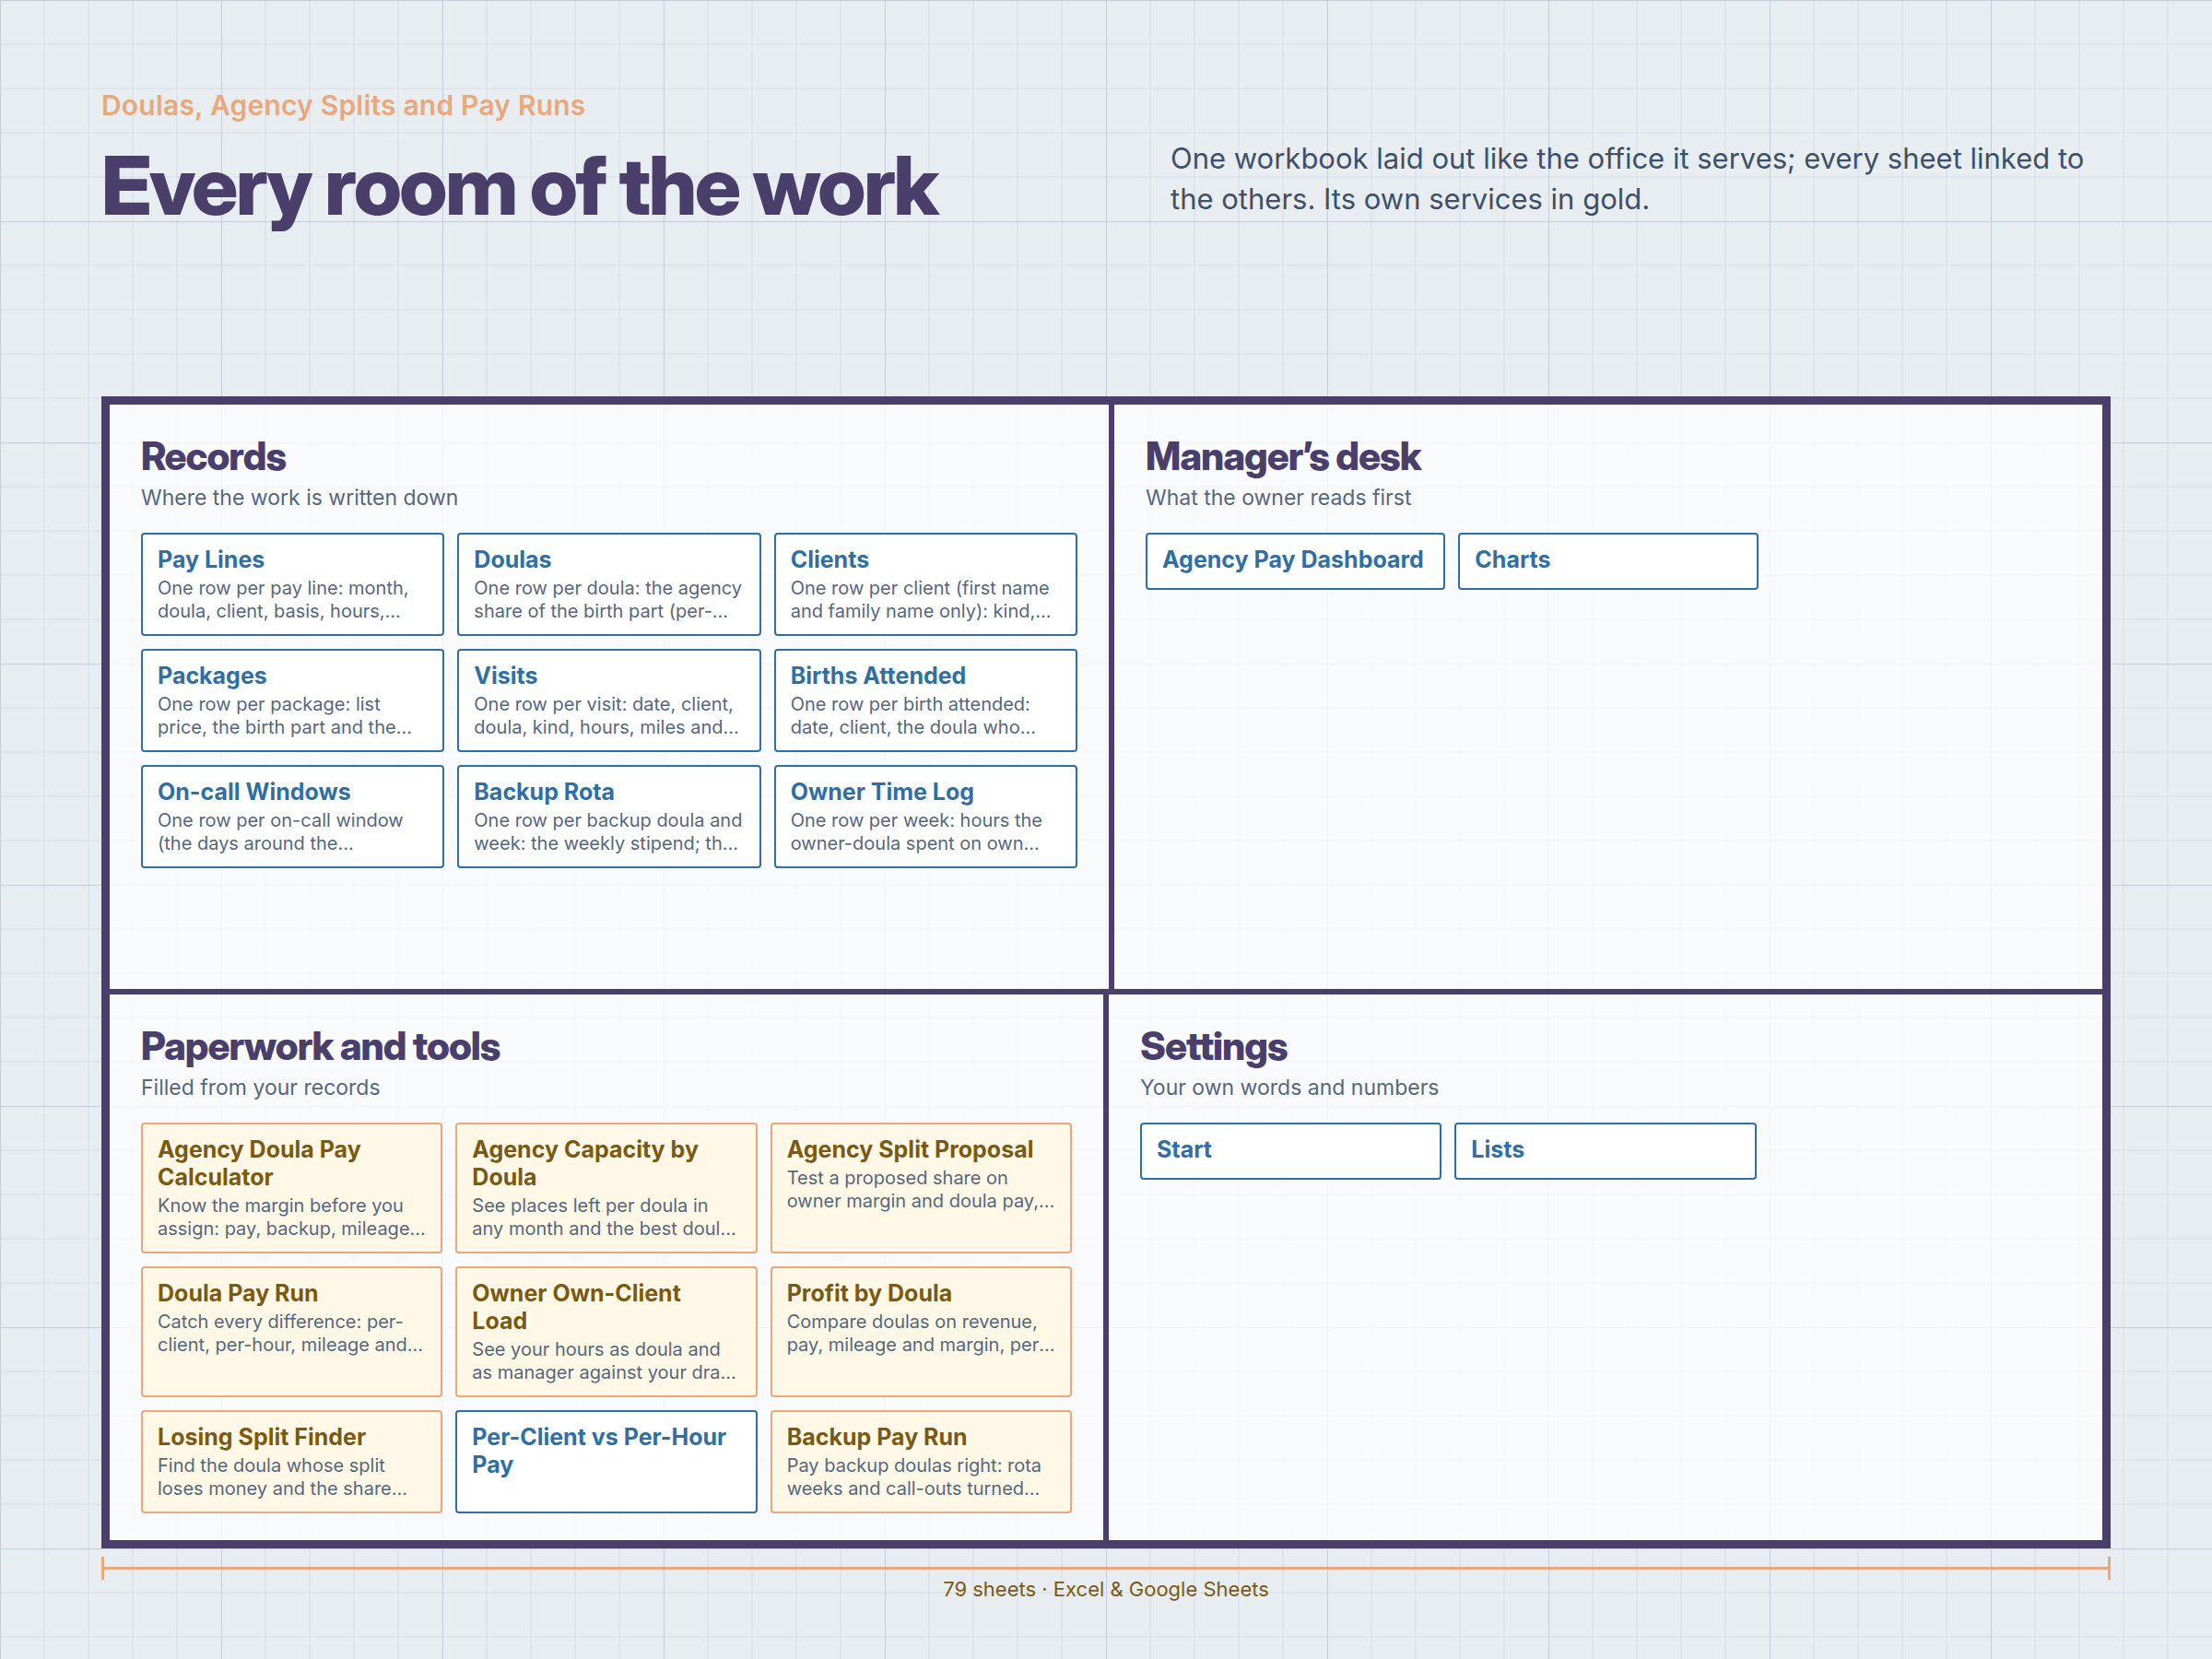 Doulas, Agency Splits and Pay Runs
Every room of the work
One workbook laid out like the office it serves; every sheet linked to
the others. Its own services in gold.
Records
Where the work is written down
Pay Lines
One row per pay line: month,
doula, client, basis, hours,...
Doulas
One row per doula: the agency
share of the birth part (per-...
Clients
One row per client (first name
and family name only): kind,...
Packages
One row per package: list
price, the birth part and the...
Visits
One row per visit: date, client,
doula, kind, hours, miles and...
Births Attended
One row per birth attended:
date, client, the doula who...
On-call Windows
One row per on-call window
(the days around the...
Backup Rota
One row per backup doula and
week: the weekly stipend; th...
Owner Time Log
One row per week: hours the
owner-doula spent on own...
Manager’s desk
What the owner reads first
Agency Pay Dashboard
Charts
Paperwork and tools
Filled from your records
Agency Doula Pay
Calculator
Know the margin before you
assign: pay, backup, mileage...
Agency Capacity by
Doula
See places left per doula in
any month and the best doul...
Agency Split Proposal
Test a proposed share on
owner margin and doula pay,...
Doula Pay Run
Catch every difference: per-
client, per-hour, mileage and...
Owner Own-Client
Load
See your hours as doula and
as manager against your dra...
Profit by Doula
Compare doulas on revenue,
pay, mileage and margin, per...
Losing Split Finder
Find the doula whose split
loses money and the share...
Per-Client vs Per-Hour
Pay
Backup Pay Run
Pay backup doulas right: rota
weeks and call-outs turned...
Settings
Your own words and numbers
Start
Lists
79 sheets · Excel & Google Sheets